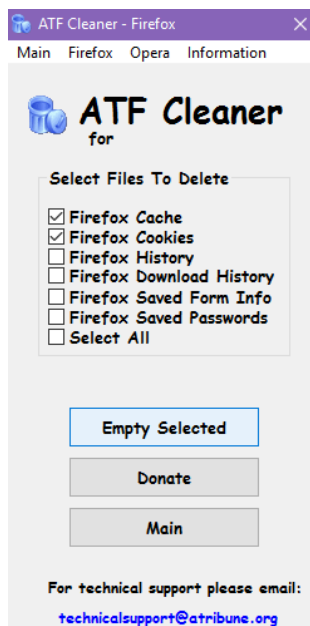 ATF Cleaner - Firefox
Main Firefox Opera Information
ATF Cleaner
for
Select Files To Delete
Firefox Cache
Firefox Cookies
Firefox History
Firefox Download History
Firefox Saved Form Info
Firefox Saved Passwords
Select All
Empty Selected
Donate
Main
For technical support please email:
technicalsupport@atribune.org